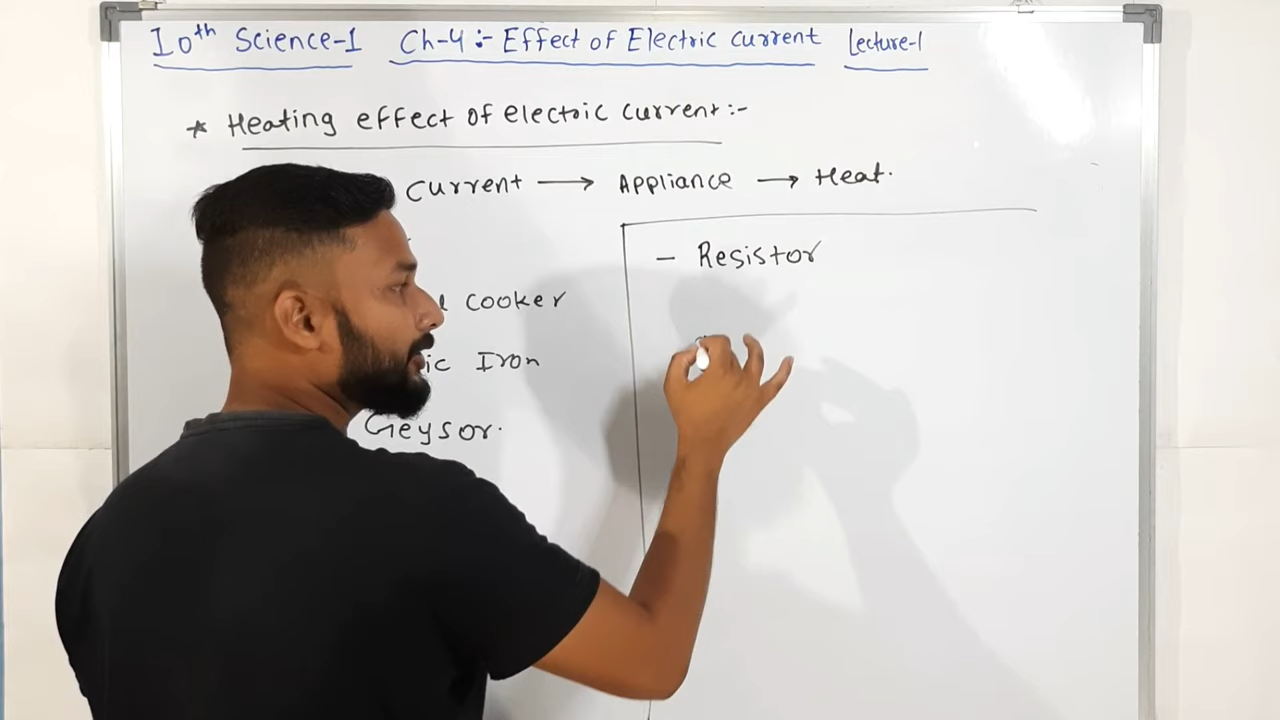 10th Science-1 Ch-4 :- Effect of Electric current Lecture-1
* Heating effect of electric current :-
Current → Appliance → Heat.
- Resistor
cooker
Iron
Geysor.